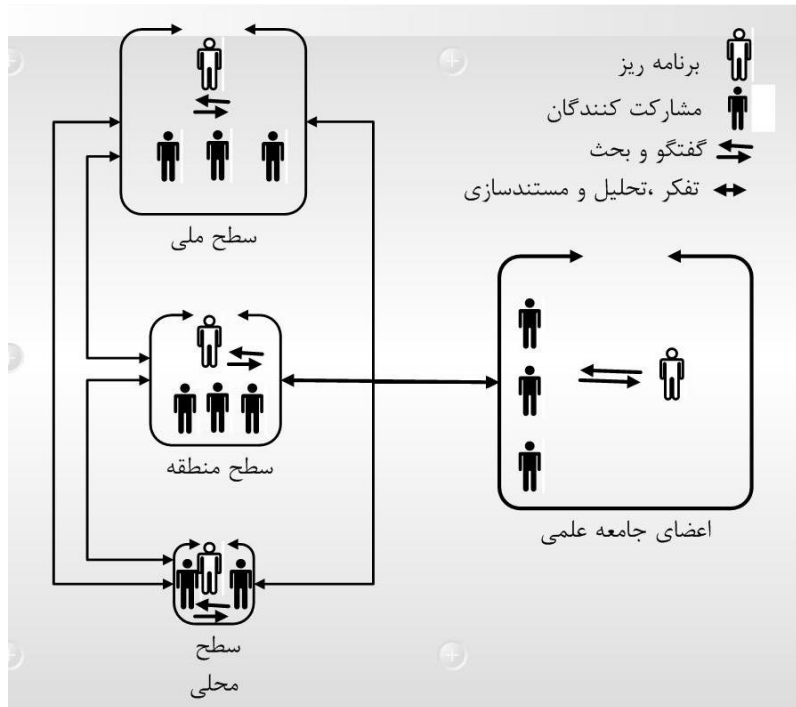 برنامه ریز
مشارکت کنندگان
گفتگو و بحث
تفکر ،تحلیل و مستندسازی
سطح ملی
سطح منطقه
اعضای جامعه علمی
سطح
محلی